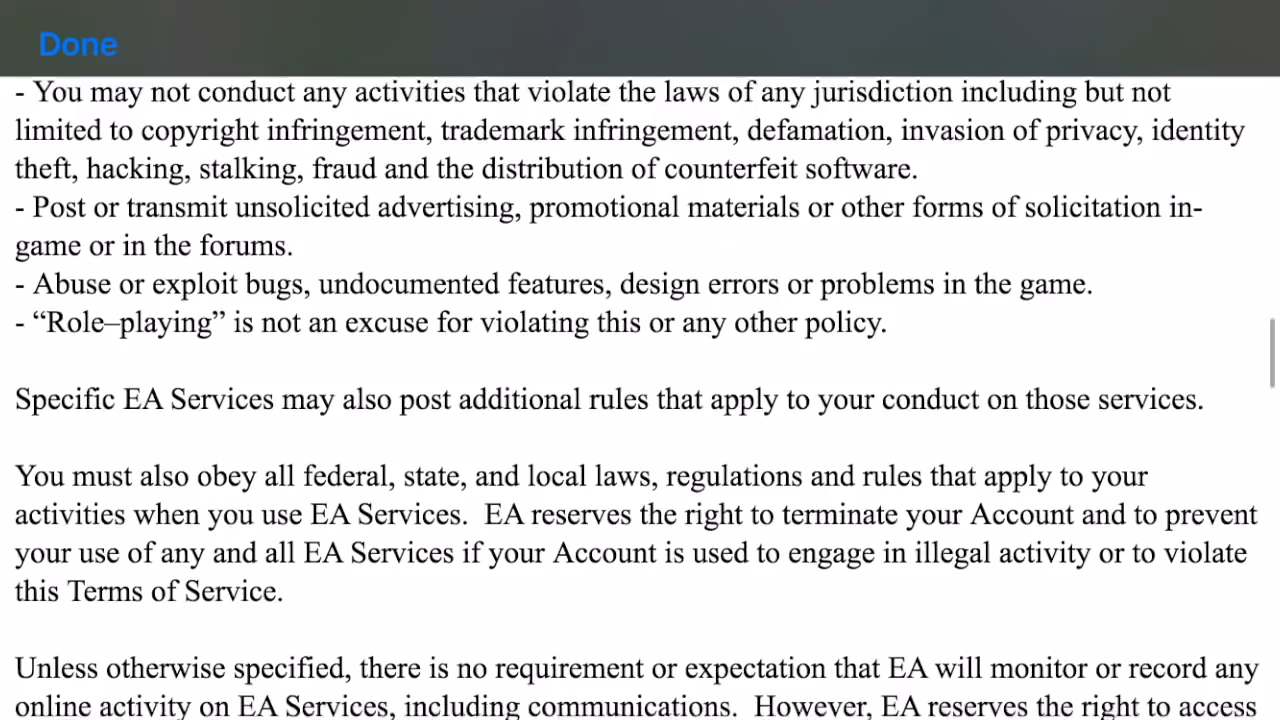 Done
- You may not conduct any activities that violate the laws of any jurisdiction including but not
limited to copyright infringement, trademark infringement, defamation, invasion of privacy, identity
theft, hacking, stalking, fraud and the distribution of counterfeit software.
- Post or transmit unsolicited advertising, promotional materials or other forms of solicitation in-
game or in the forums.
- Abuse or exploit bugs, undocumented features, design errors or problems in the game.
- “Role–playing” is not an excuse for violating this or any other policy.
Specific EA Services may also post additional rules that apply to your conduct on those services.
You must also obey all federal, state, and local laws, regulations and rules that apply to your
activities when you use EA Services.  EA reserves the right to terminate your Account and to prevent
your use of any and all EA Services if your Account is used to engage in illegal activity or to violate
this Terms of Service.
Unless otherwise specified, there is no requirement or expectation that EA will monitor or record any
online activity on EA Services, including communications.  However, EA reserves the right to access